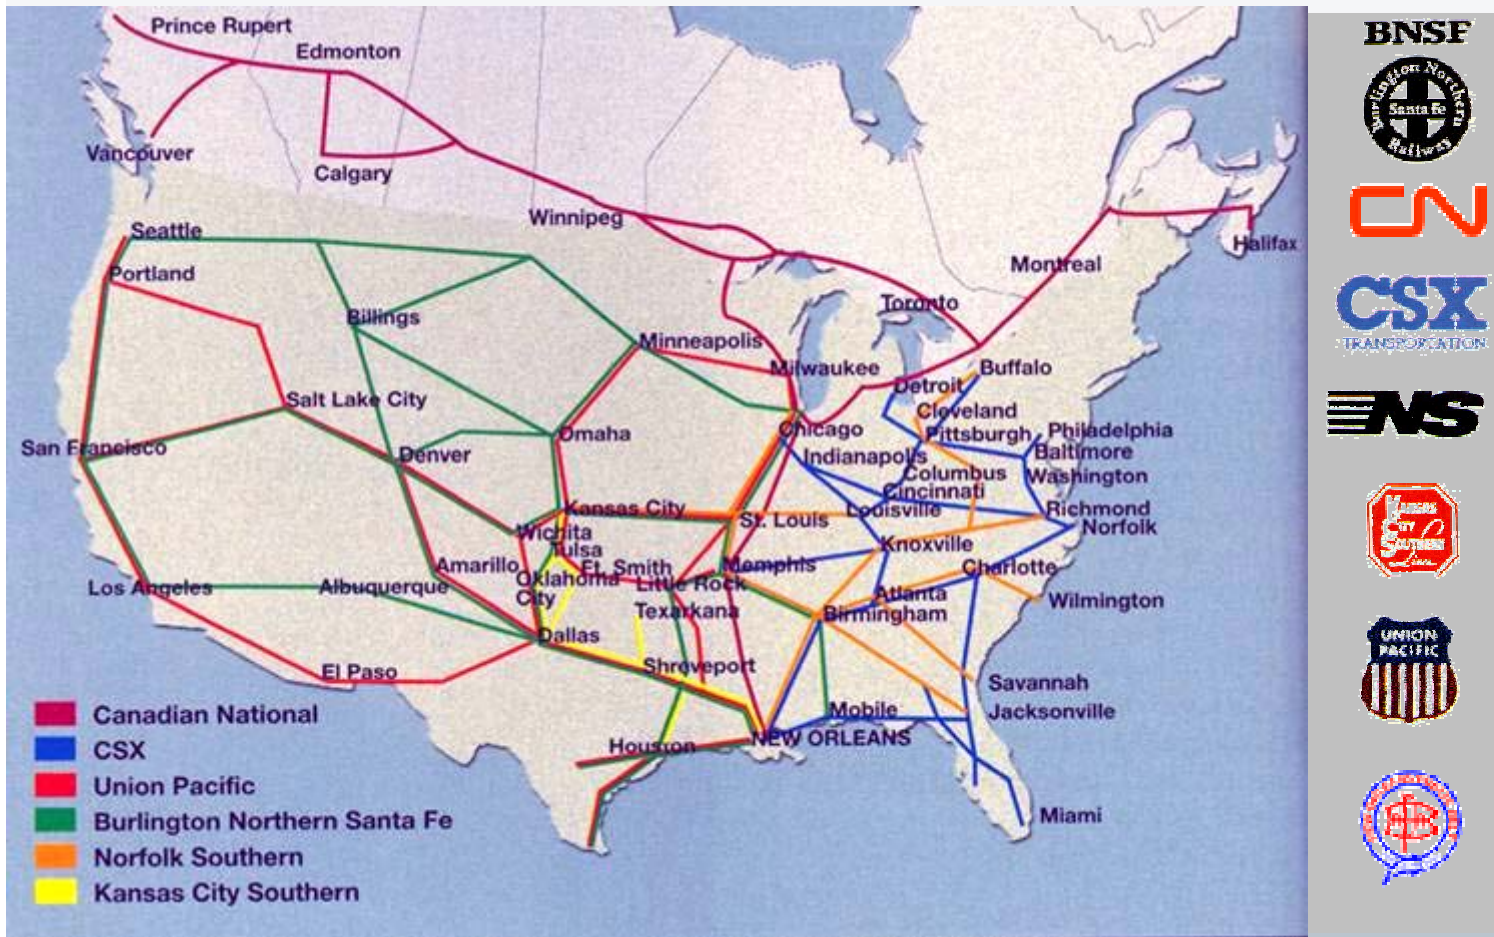 Prince Rupert
Edmonton
Vancouver
Calgary
Winnipeg
Seattle
Portland
Billings
Minneapolis
Milwaukee
Montreal
Toronto
Halifax
Buffalo
Detroit
Cleveland
Pittsburgh
Philadelphia
Baltimore
Washington
Salt Lake City
San Francisco
Denver
Omaha
Chicago
Indianapolis
Columbus
Cincinnati
Louisville
Richmond
Norfolk
Kansas City
St. Louis
Wichita
Tulsa
Knoxville
Amarillo
Ft. Smith
Memphis
Charlotte
Los Angeles
Albuquerque
Oklahoma
City
Little Rock
Atlanta
Wilmington
Texarkana
Birmingham
Dallas
El Paso
Shreveport
Savannah
Mobile
Jacksonville
Houston
NEW ORLEANS
Miami
Canadian National
CSX
Union Pacific
Burlington Northern Santa Fe
Norfolk Southern
Kansas City Southern
BNSF
Burlington Northern
Santa Fe
Railway
CN
CSX
TRANSPORTATION
NS
KANSAS
CITY
SOUTHERN
Lines
UNION
PACIFIC